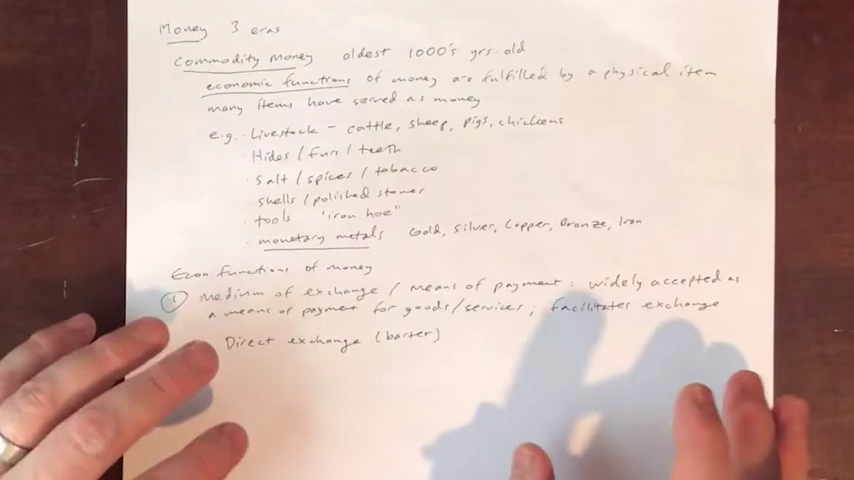 Money 3 eras
Commodity Money oldest 1000's yrs old
economic functions of money are fulfilled by a physical item
many items have served as money
e.g. · Livestock - cattle, sheep, pigs, chickens
· Hides / furs / teeth
· Salt / spices / tobacco
· Shells / polished stones
· tools "iron hoe"
· monetary metals Gold, Silver, Copper, Bronze, Iron
Econ functions of money
① Medium of exchange / means of payment : widely accepted as
a means of payment for goods/services ; facilitates exchange
Direct exchange (barter)